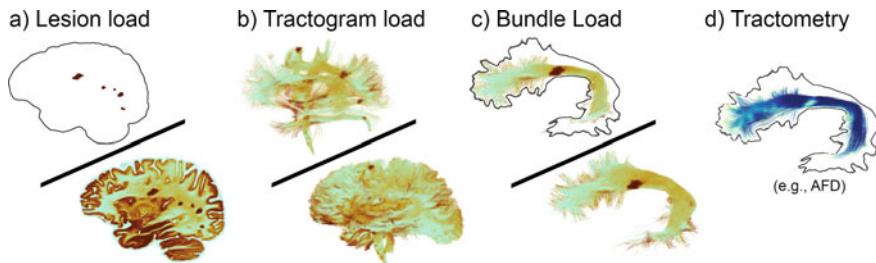 a) Lesion load
b) Tractogram load
c) Bundle Load
d) Tractometry
(e.g., AFD)